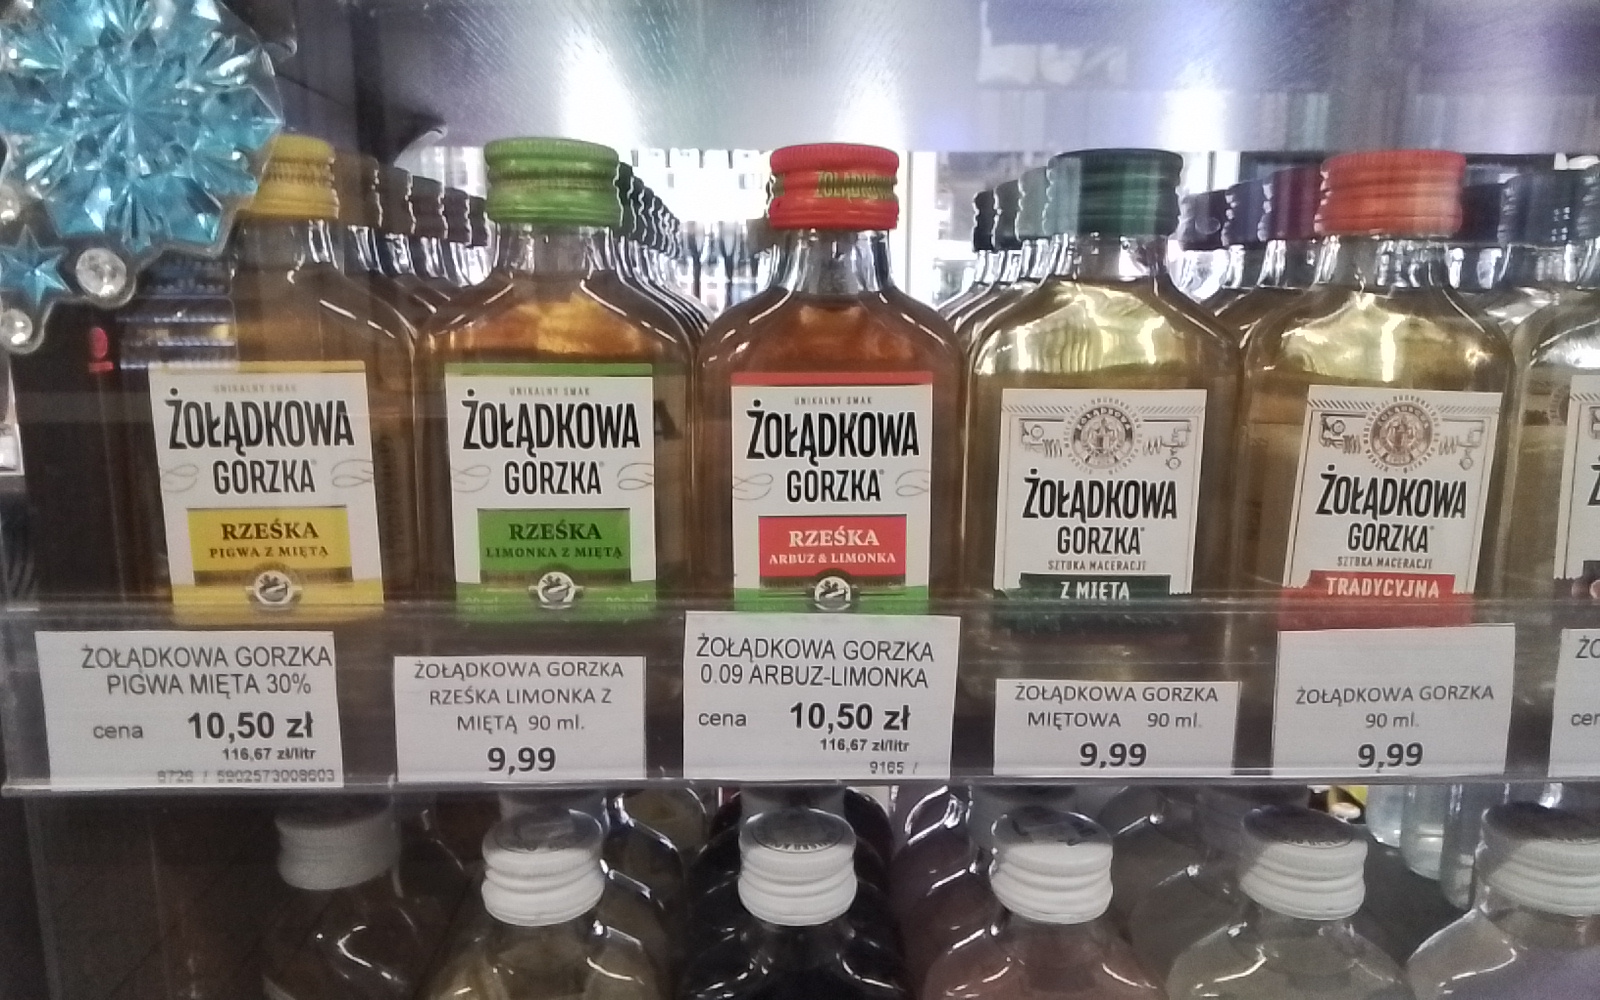 UNIKALNY SMAK
ŻOŁĄDKOWA
GORZKA
RZEŚKA
PIGWA Z MIĘTĄ
UNIKALNY SMAK
ŻOŁĄDKOWA
GORZKA
RZEŚKA
LIMONKA Z MIĘTĄ
ŻOŁĄDKOWA
UNIKALNY SMAK
ŻOŁĄDKOWA
GORZKA
RZEŚKA
ARBUZ & LIMONKA
ŻOŁĄDKOWA
GORZKA
SZTUKA MACERACJI
Z MIĘTĄ
ŻOŁĄDKOWA
GORZKA
SZTUKA MACERACJI
TRADYCYJNA
ŻOŁĄDKOWA GORZKA
PIGWA MIĘTA 30%
cena 10,50 zł
116,67 zł/litr
8726 / 5902573008603
ŻOŁĄDKOWA GORZKA
RZEŚKA LIMONKA Z
MIĘTĄ 90 ml.
9,99
ŻOŁĄDKOWA GORZKA
0.09 ARBUZ-LIMONKA
cena 10,50 zł
116,67 zł/litr
9165 /
ŻOŁĄDKOWA GORZKA
MIĘTOWA 90 ml.
9,99
ŻOŁĄDKOWA GORZKA
90 ml.
9,99